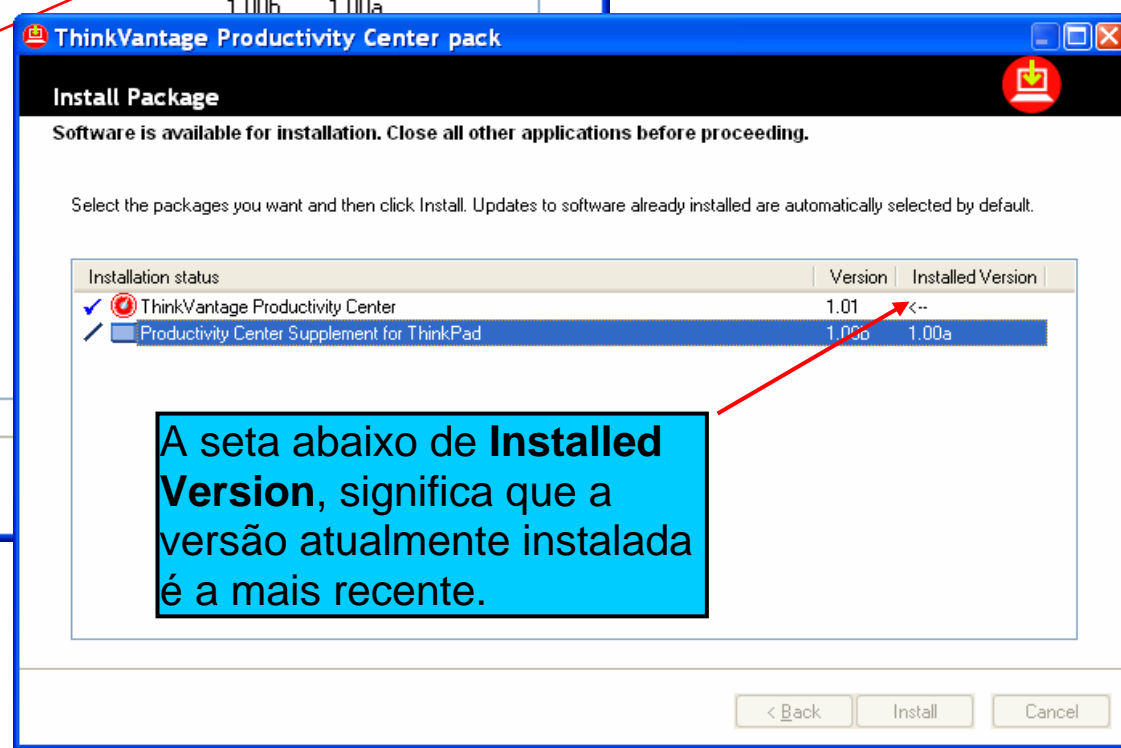 1.00b 1.00a
ThinkVantage Productivity Center pack
Install Package
Software is available for installation. Close all other applications before proceeding.
Select the packages you want and then click Install. Updates to software already installed are automatically selected by default.
Installation status Version Installed Version
ThinkVantage Productivity Center 1.01 <--
Productivity Center Supplement for ThinkPad 1.00b 1.00a
A seta abaixo de Installed
Version, significa que a
versão atualmente instalada
é a mais recente.
< Back Install Cancel